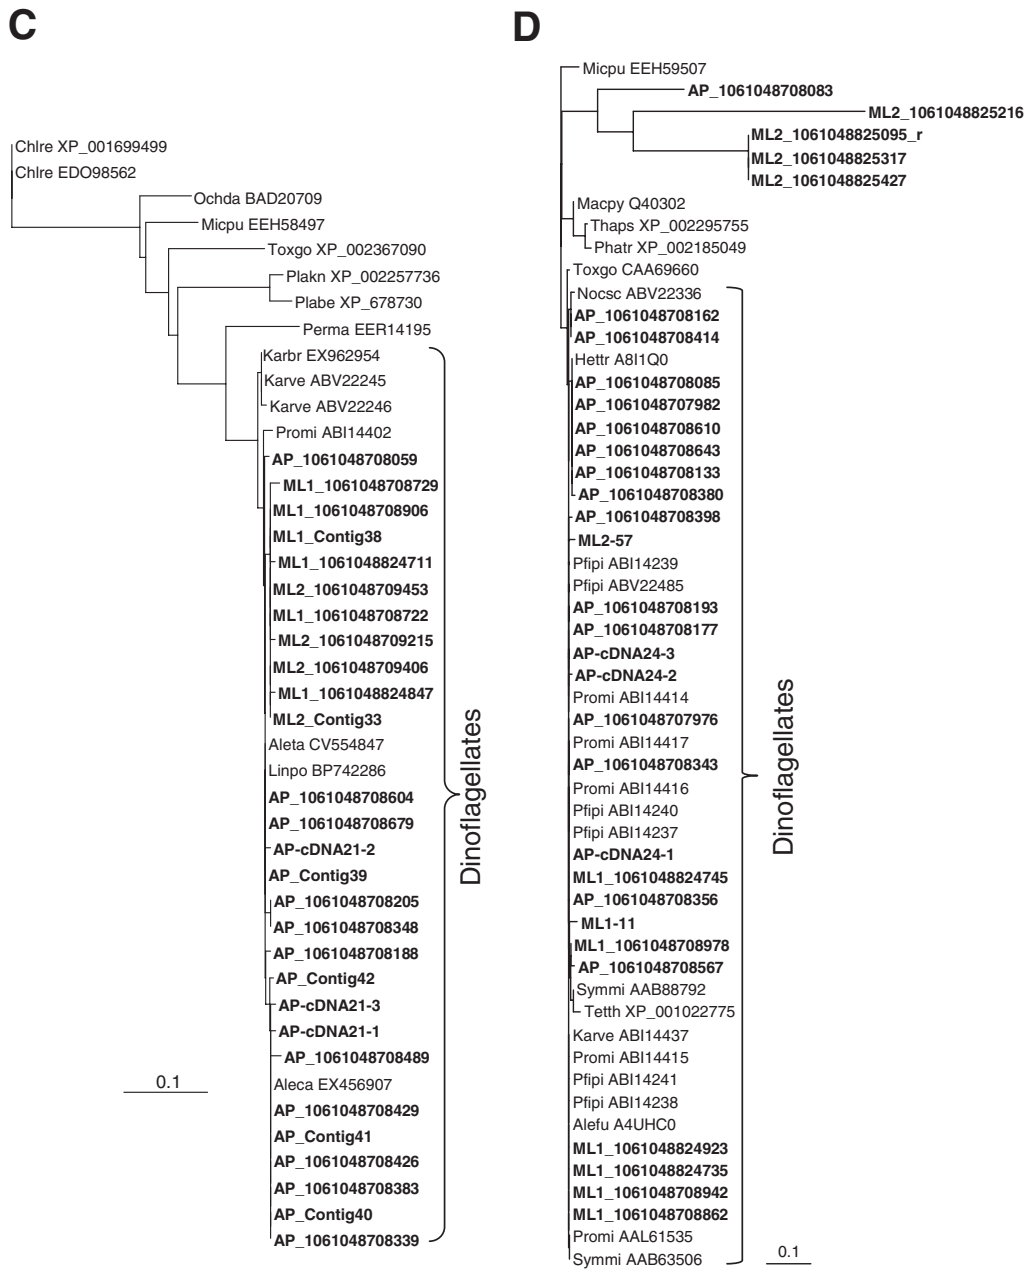 C
Chlre XP_001699499
Chlre EDO98562
Ochda BAD20709
Micpu EEH58497
Toxgo XP_002367090
Plakn XP_002257736
Plabe XP_678730
Perma EER14195
Karbr EX962954
Karve ABV22245
Karve ABV22246
Promi ABI14402
AP_1061048708059
ML1_1061048708729
ML1_1061048708906
ML1_Contig38
ML1_1061048824711
ML2_1061048709453
ML1_1061048708722
ML2_1061048709215
ML2_1061048709406
ML1_1061048824847
ML2_Contig33
Aleta CV554847
Linpo BP742286
AP_1061048708604
AP_1061048708679
AP-cDNA21-2
AP_Contig39
AP_1061048708205
AP_1061048708348
AP_1061048708188
AP_Contig42
AP-cDNA21-3
AP-cDNA21-1
AP_1061048708489
Aleca EX456907
AP_1061048708429
AP_Contig41
AP_1061048708426
AP_1061048708383
AP_Contig40
AP_1061048708339
Dinoflagellates
0.1
D
Micpu EEH59507
AP_1061048708083
ML2_1061048825216
ML2_1061048825095_r
ML2_1061048825317
ML2_1061048825427
Macpy Q40302
Thaps XP_002295755
Phatr XP_002185049
Toxgo CAA69660
Nocsc ABV22336
AP_1061048708162
AP_1061048708414
Hettr A8I1Q0
AP_1061048708085
AP_1061048707982
AP_1061048708610
AP_1061048708643
AP_1061048708133
AP_1061048708380
AP_1061048708398
ML2-57
Pfipi ABI14239
Pfipi ABV22485
AP_1061048708193
AP_1061048708177
AP-cDNA24-3
AP-cDNA24-2
Promi ABI14414
AP_1061048707976
Promi ABI14417
AP_1061048708343
Promi ABI14416
Pfipi ABI14240
Pfipi ABI14237
AP-cDNA24-1
ML1_1061048824745
AP_1061048708356
ML1-11
ML1_1061048708978
AP_1061048708567
Symmi AAB88792
Tetth XP_001022775
Karve ABI14437
Promi ABI14415
Pfipi ABI14241
Pfipi ABI14238
Alefu A4UHC0
ML1_1061048824923
ML1_1061048824735
ML1_1061048708942
ML1_1061048708862
Promi AAL61535
Symmi AAB63506
Dinoflagellates
0.1